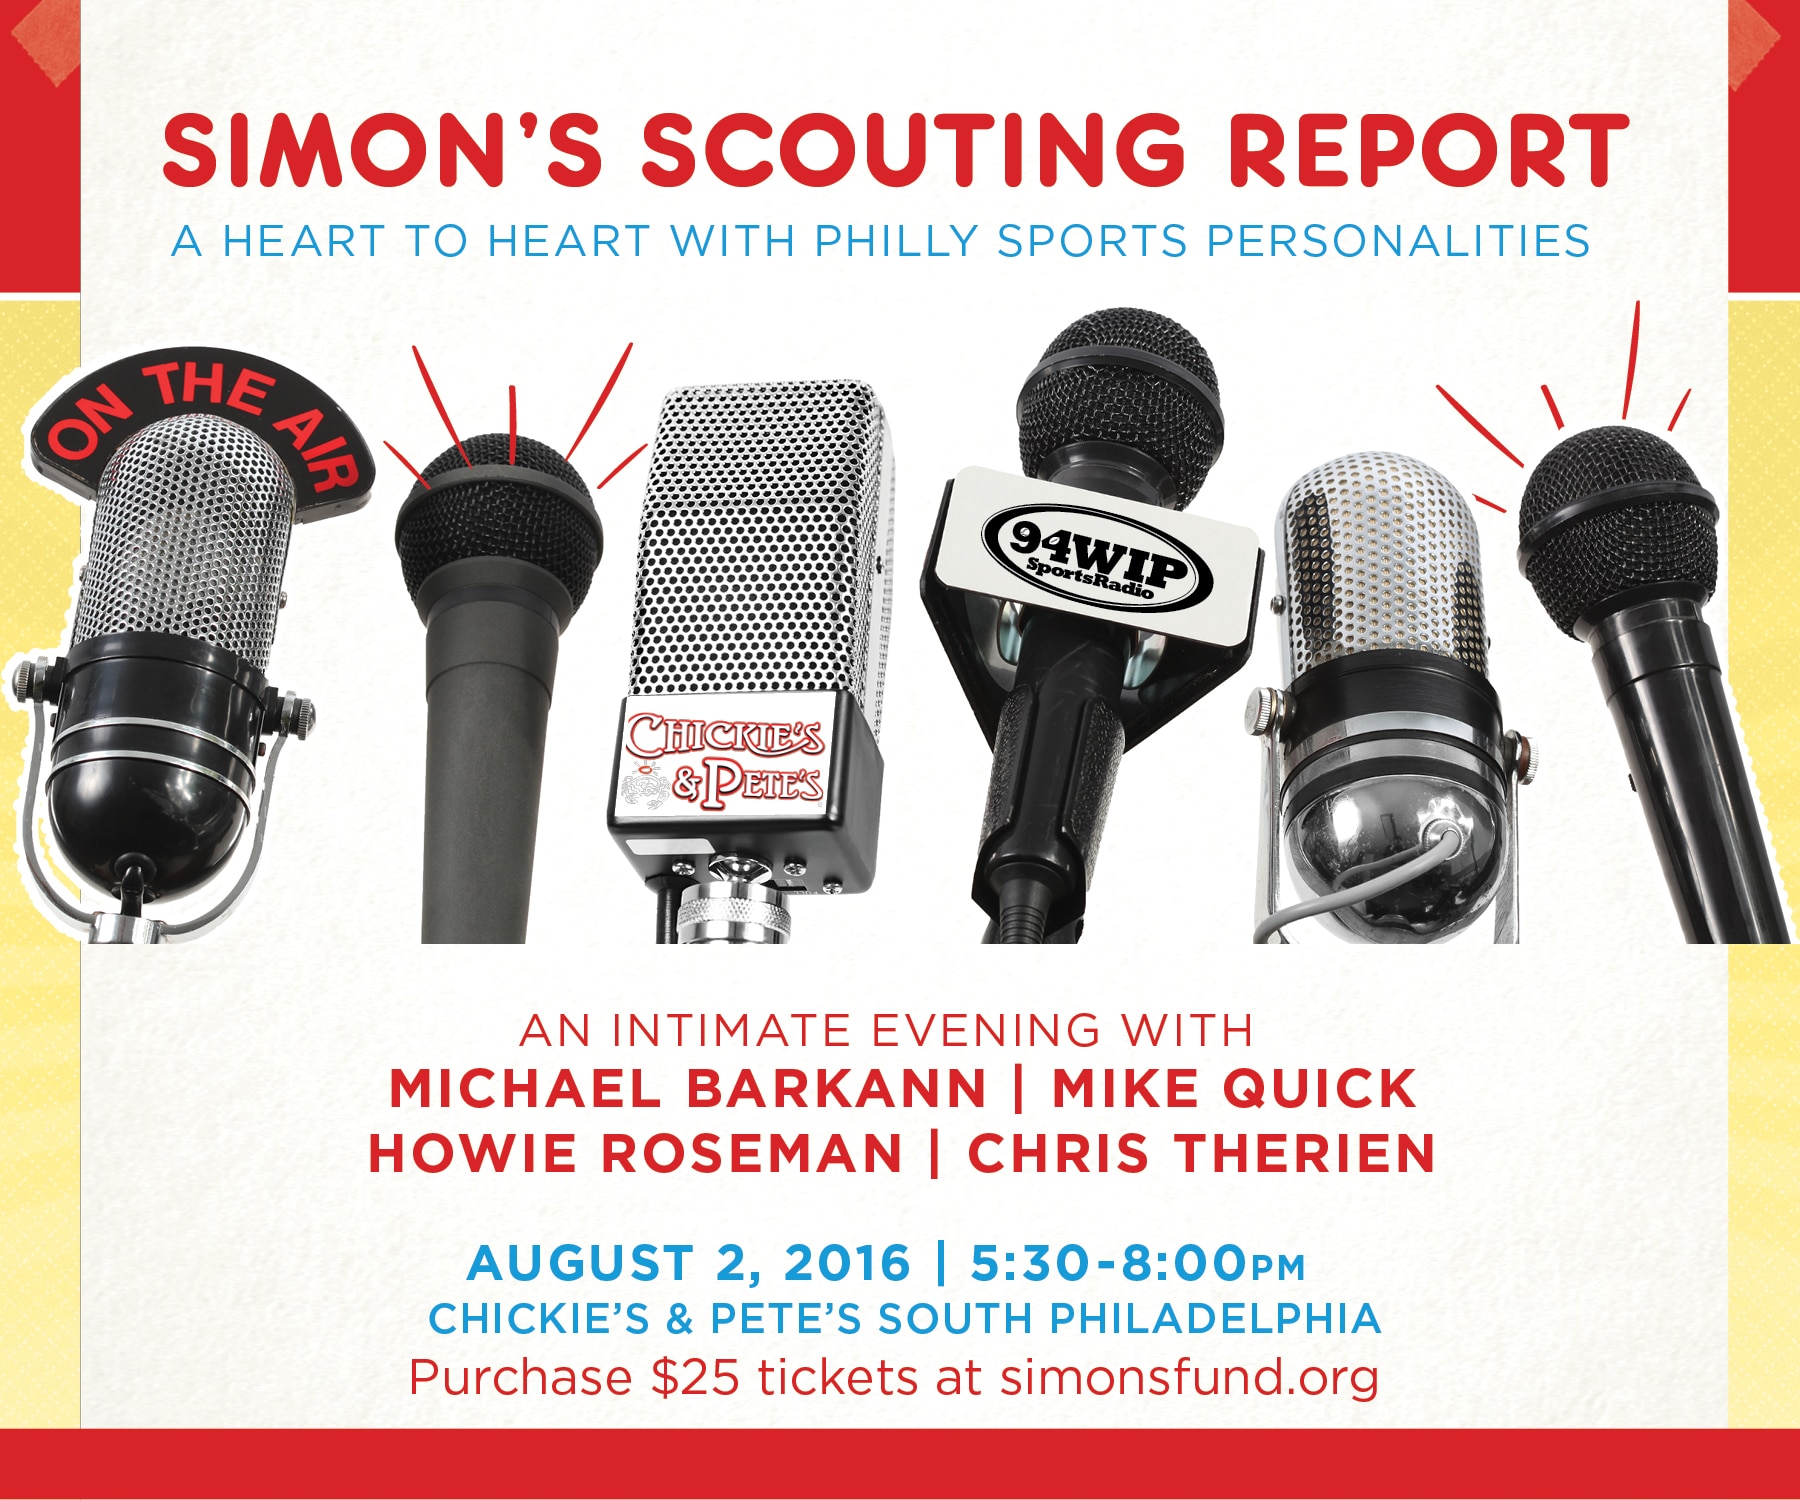 SIMON'S SCOUTING REPORT
A HEART TO HEART WITH PHILLY SPORTS PERSONALITIES
ON THE AIR
94WIP
SportsRadio
CHICKIE'S
& PETE'S
AN INTIMATE EVENING WITH
MICHAEL BARKANN | MIKE QUICK
HOWIE ROSEMAN | CHRIS THERIEN
AUGUST 2, 2016 | 5:30-8:00PM
CHICKIE'S & PETE'S SOUTH PHILADELPHIA
Purchase $25 tickets at simonsfund.org